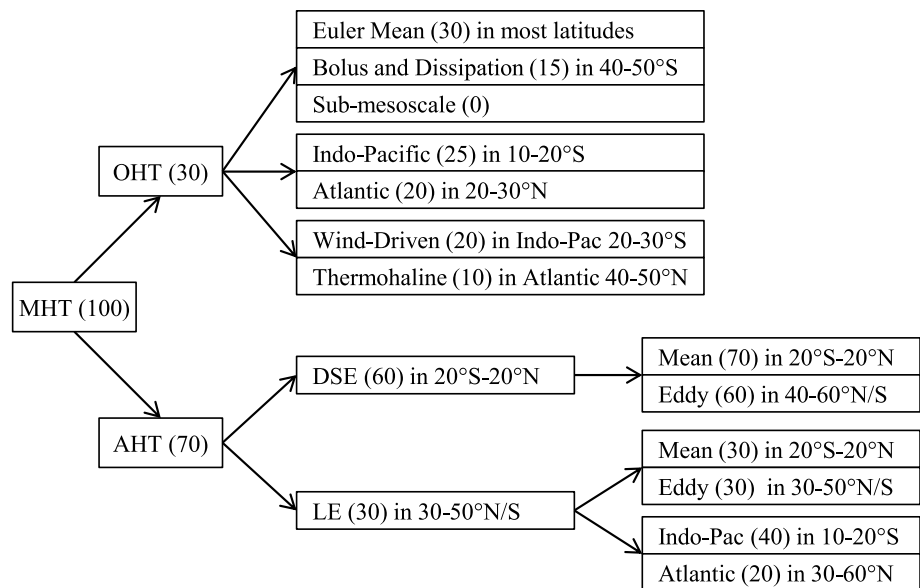 Euler Mean (30) in most latitudes
Bolus and Dissipation (15) in 40-50°S
Sub-mesoscale (0)
OHT (30)
Indo-Pacific (25) in 10-20°S
Atlantic (20) in 20-30°N
Wind-Driven (20) in Indo-Pac 20-30°S
Thermohaline (10) in Atlantic 40-50°N
MHT (100)
DSE (60) in 20°S-20°N
Mean (70) in 20°S-20°N
Eddy (60) in 40-60°N/S
AHT (70)
LE (30) in 30-50°N/S
Mean (30) in 20°S-20°N
Eddy (30)  in 30-50°N/S
Indo-Pac (40) in 10-20°S
Atlantic (20) in 30-60°N